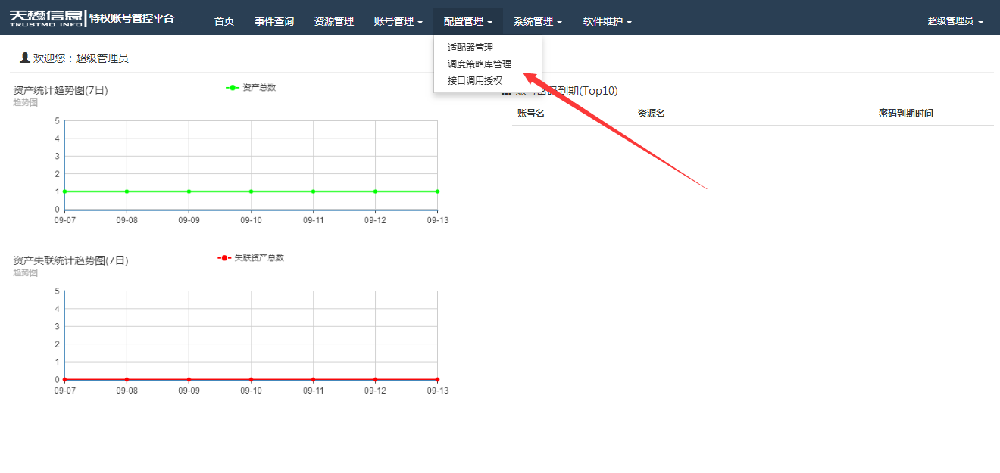 天懋信息
TRUSTMO INFO
特权账号管控平台
首页 事件查询 资源管理 账号管理 配置管理 系统管理 软件维护 超级管理员
适配器管理
调度策略库管理
接口调用授权
欢迎您：超级管理员
资产统计趋势图(7日)
趋势图
资产总数
5
4
3
2
1
0
09-07 09-08 09-09 09-10 09-11 09-12 09-13
资产失联统计趋势图(7日)
趋势图
失联资产总数
5
4
3
2
1
0
09-07 09-08 09-09 09-10 09-11 09-12 09-13
账号密码到期(Top10)
账号名 资源名 密码到期时间